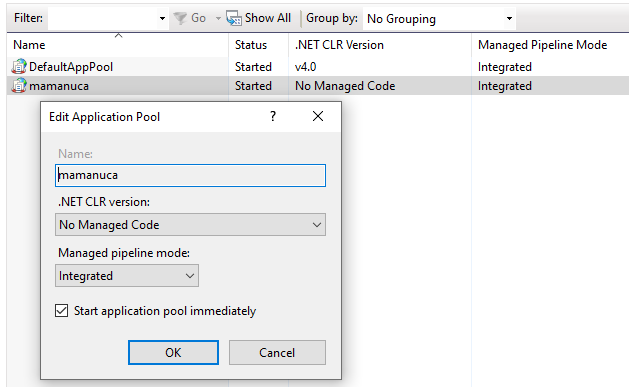 Filter: Go Show All Group by: No Grouping
Name Status .NET CLR Version Managed Pipeline Mode
DefaultAppPool Started v4.0 Integrated
mamanuca Started No Managed Code Integrated
Edit Application Pool ? ×
Name:
mamanuca
.NET CLR version:
No Managed Code
Managed pipeline mode:
Integrated
Start application pool immediately
OK Cancel